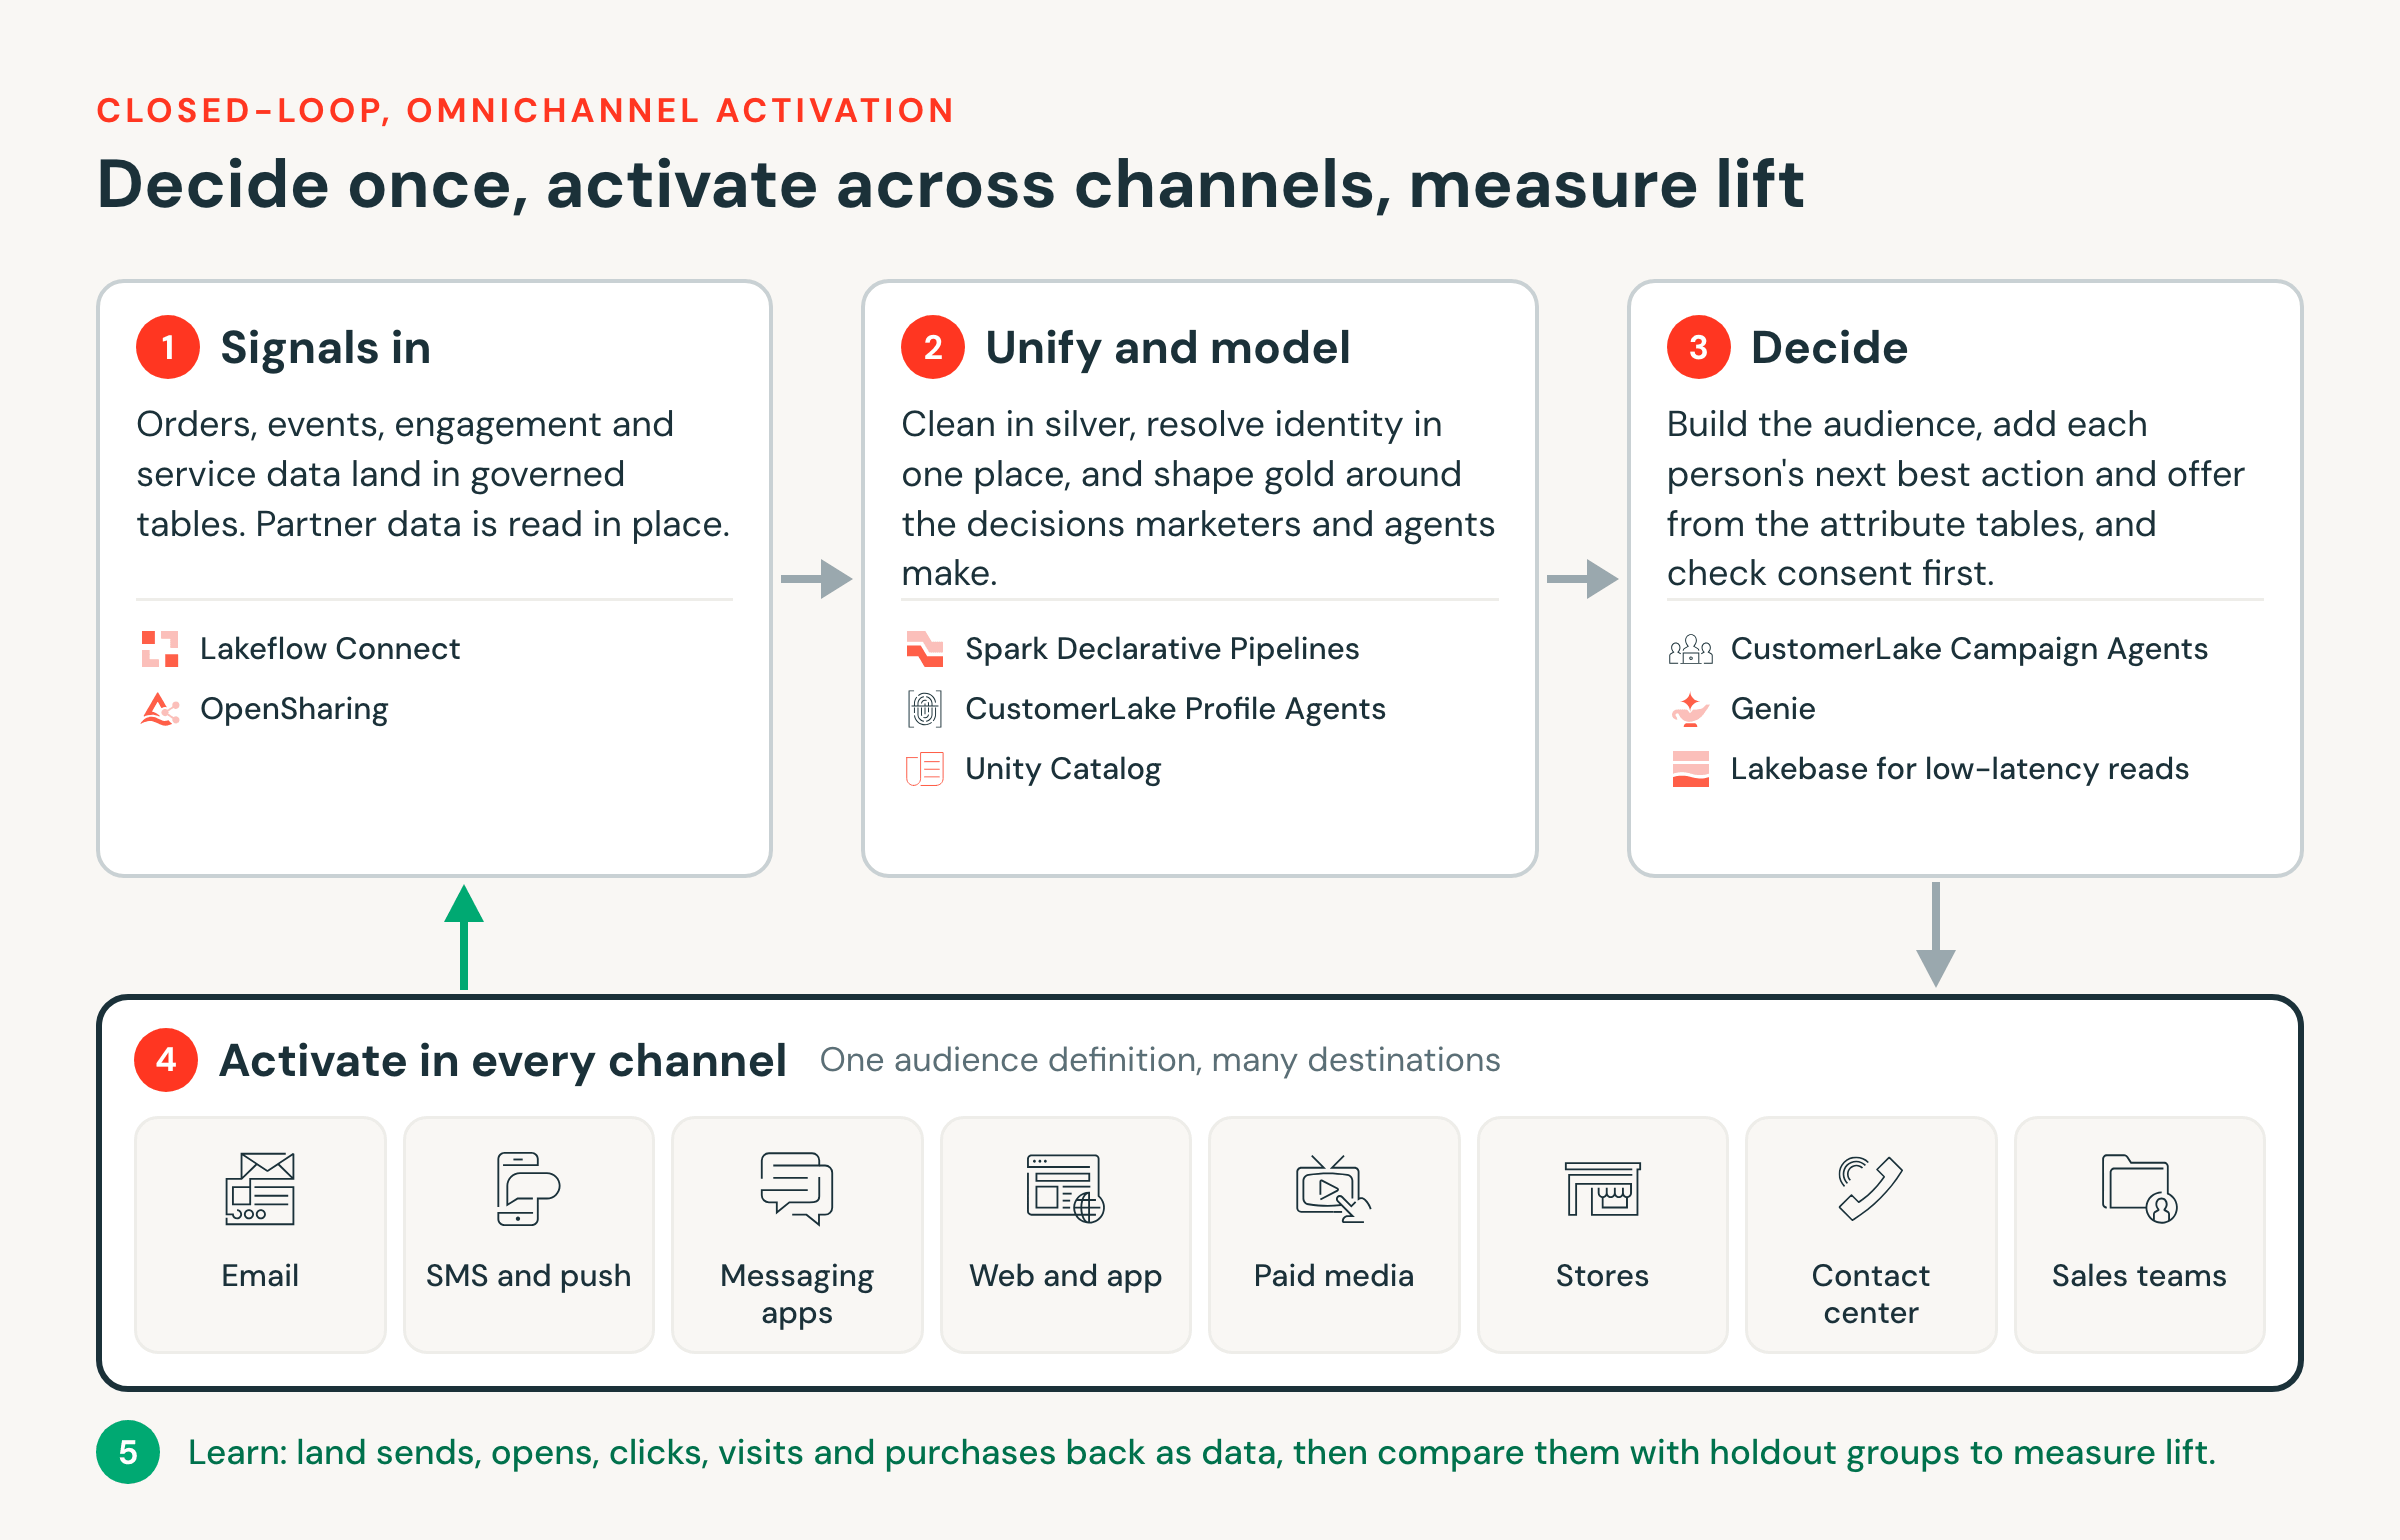 CLOSED-LOOP, OMNICHANNEL ACTIVATION
Decide once, activate across channels, measure lift
1 Signals in
Orders, events, engagement and
service data land in governed
tables. Partner data is read in place.
Lakeflow Connect
OpenSharing
2 Unify and model
Clean in silver, resolve identity in
one place, and shape gold around
the decisions marketers and agents
make.
Spark Declarative Pipelines
CustomerLake Profile Agents
Unity Catalog
3 Decide
Build the audience, add each
person's next best action and offer
from the attribute tables, and
check consent first.
CustomerLake Campaign Agents
Genie
Lakebase for low-latency reads
4 Activate in every channel One audience definition, many destinations
Email
SMS and push
Messaging
apps
Web and app
Paid media
Stores
Contact
center
Sales teams
5 Learn: land sends, opens, clicks, visits and purchases back as data, then compare them with holdout groups to measure lift.